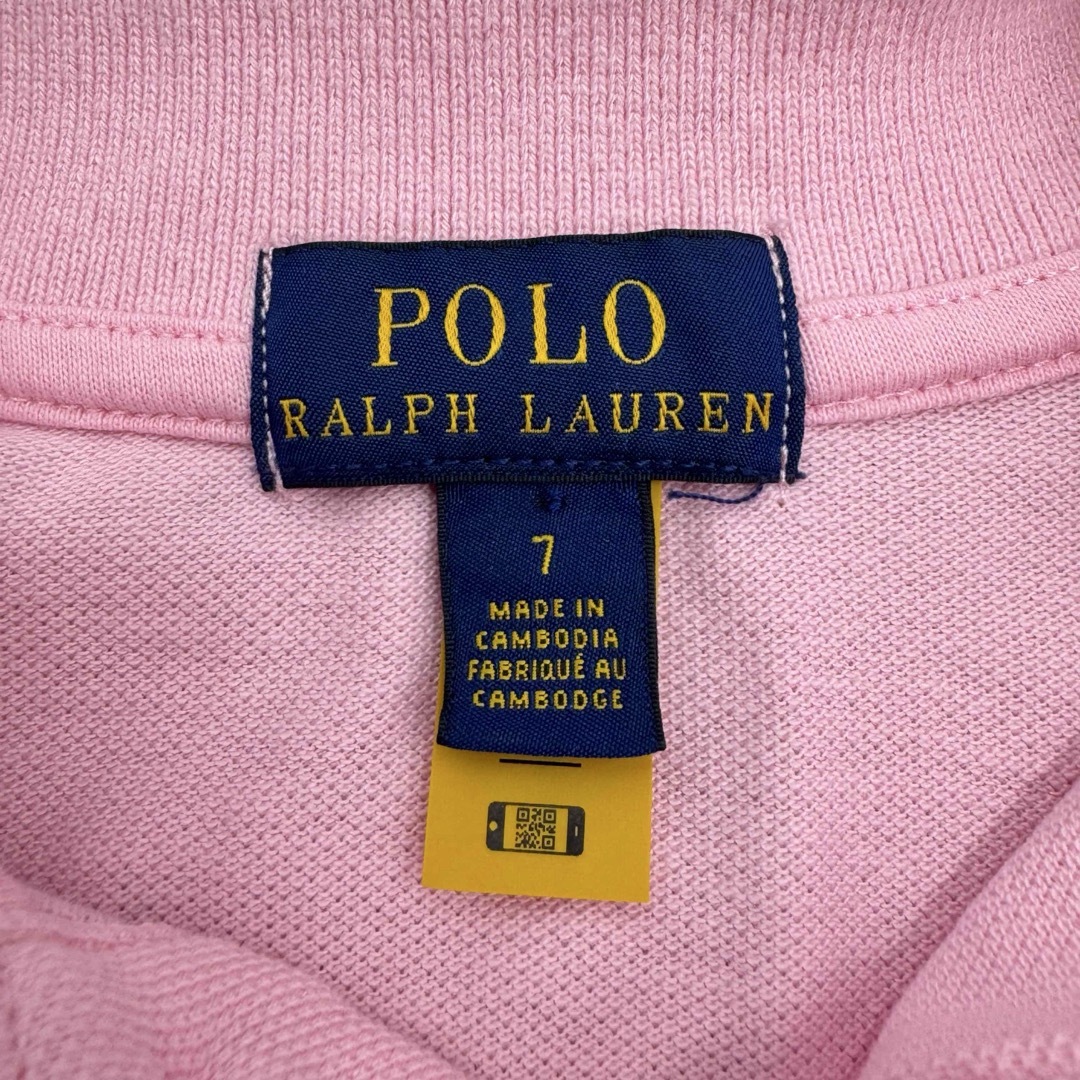 POLO
RALPH LAUREN
7
MADE IN
CAMBODIA
FABRIQUÉ AU
CAMBODGE